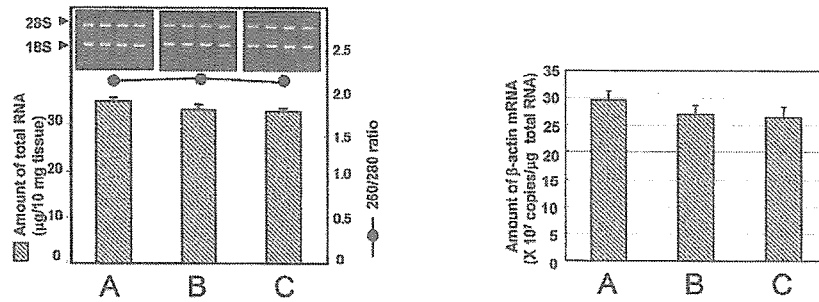 28S
18S
2.5
2.0
1.5
1.0
0.5
0
30
20
10
0
Amount of total RNA
(µg/10 mg tissue)
260/280 ratio
A B C
Amount of β-actin mRNA
(X 10⁷ copies/µg total RNA)
35
30
25
20
15
10
5
0
A B C